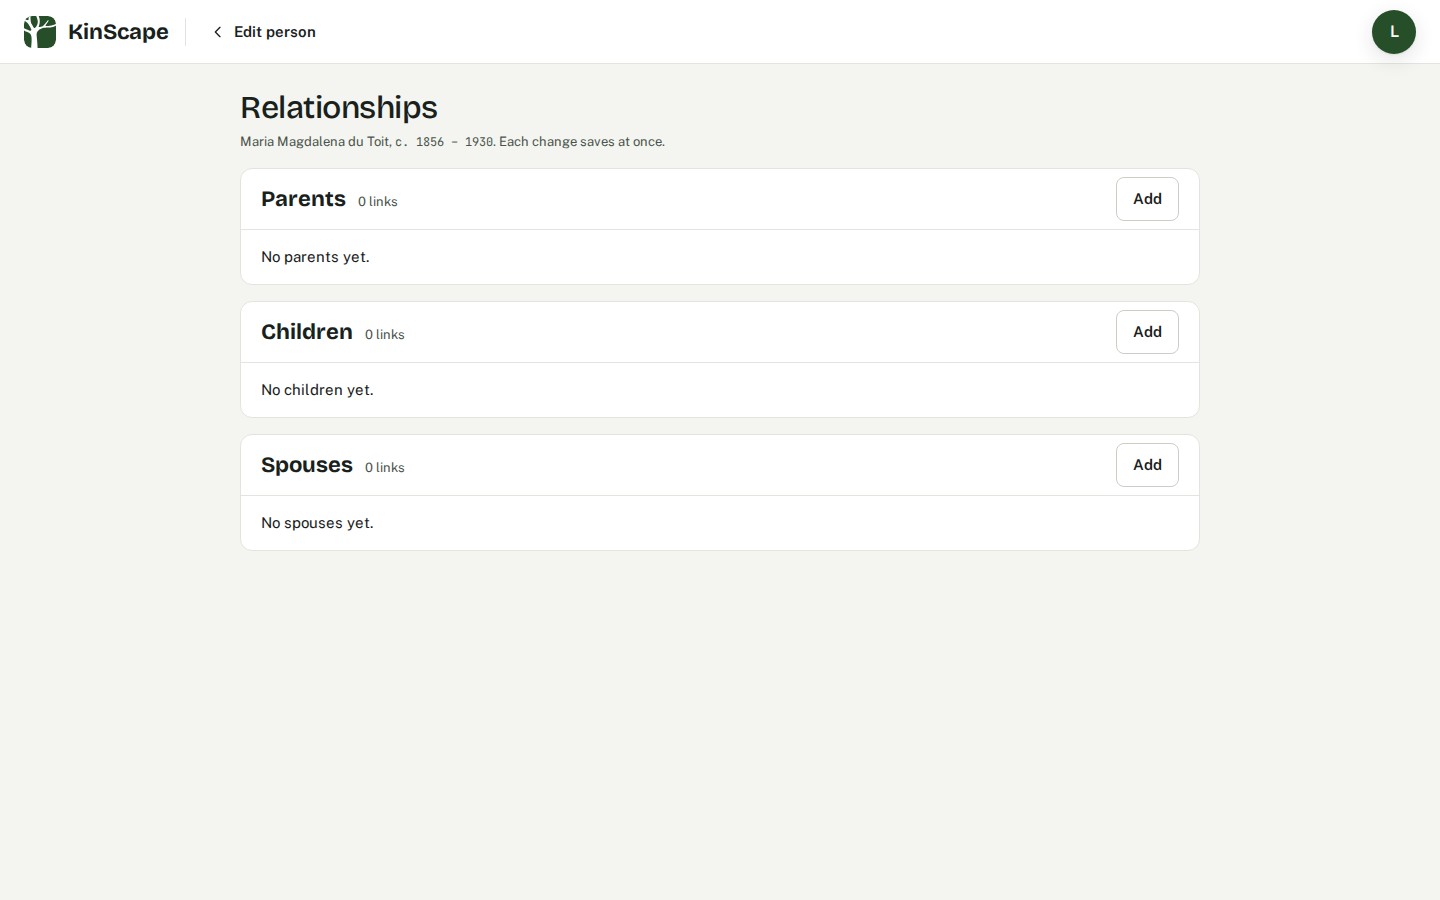 KinScape
Edit person
L
Relationships
Maria Magdalena du Toit, c. 1856 – 1930. Each change saves at once.
Parents 0 links
Add
No parents yet.
Children 0 links
Add
No children yet.
Spouses 0 links
Add
No spouses yet.